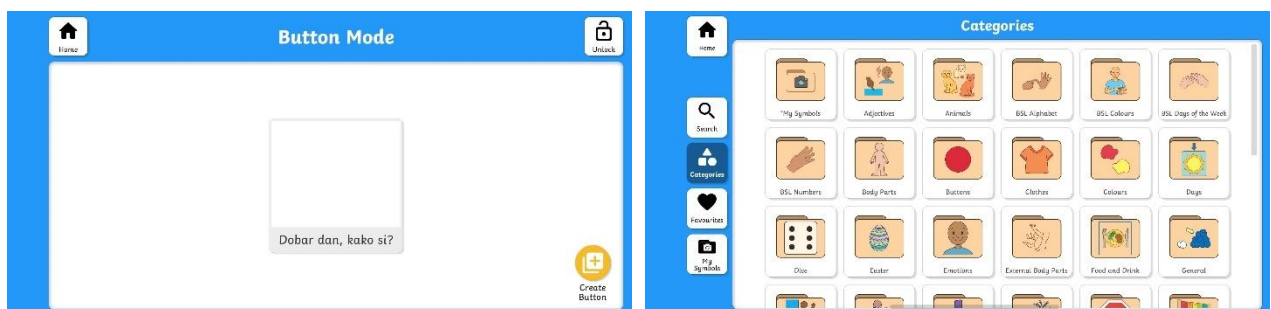 Button Mode
Home
Unlock
Dobar dan, kako si?
Create
Button
Categories
Home
Search
Categories
Favourites
My
Symbols
*My Symbols
Adjectives
Animals
BSL Alphabet
BSL Colours
BSL Days of the Week
BSL Numbers
Body Parts
Buttons
Clothes
Colours
Days
Dice
Easter
Emotions
External Body Parts
Food and Drink
General